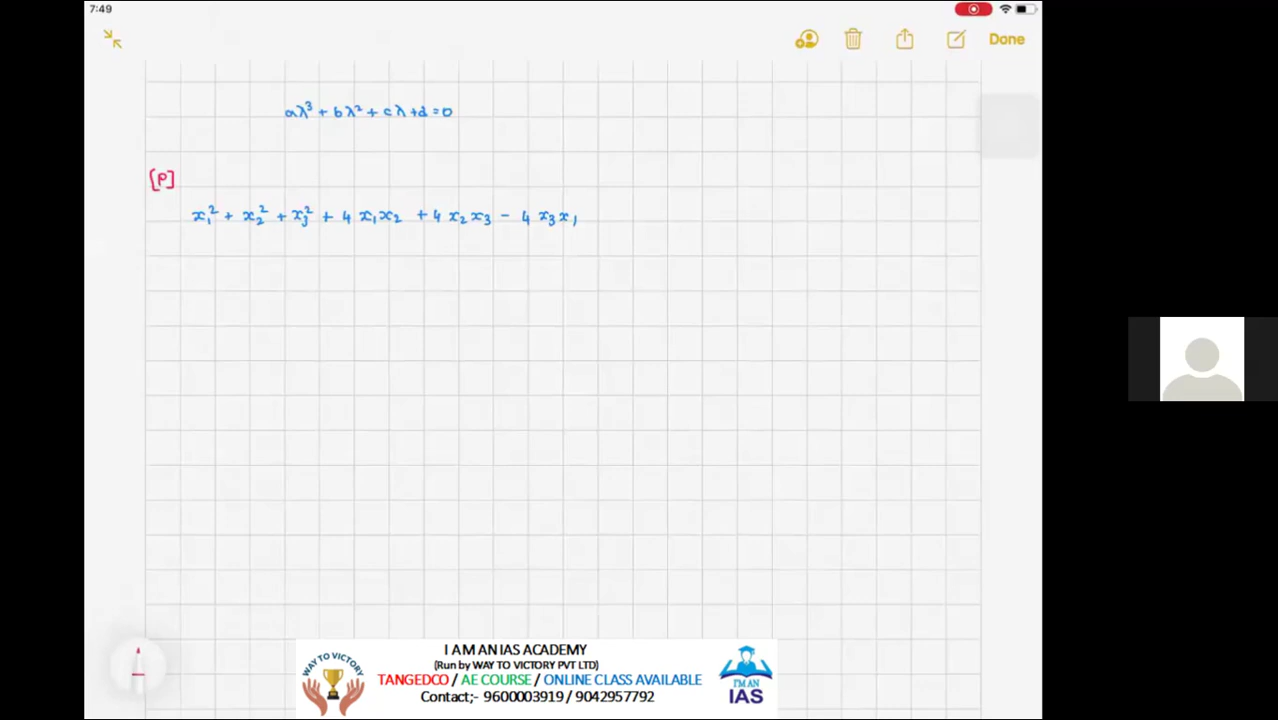 7:49
Done
aλ³ + bλ² + cλ + d = 0
[P]
x₁² + x₂² + x₃² + 4 x₁x₂ + 4 x₂x₃ - 4 x₃x₁
WAY TO VICTORY
I AM AN IAS ACADEMY
(Run by WAY TO VICTORY PVT LTD)
TANGEDCO / AE COURSE / ONLINE CLASS AVAILABLE
Contact;- 9600003919 / 9042957792
I'M AN
IAS